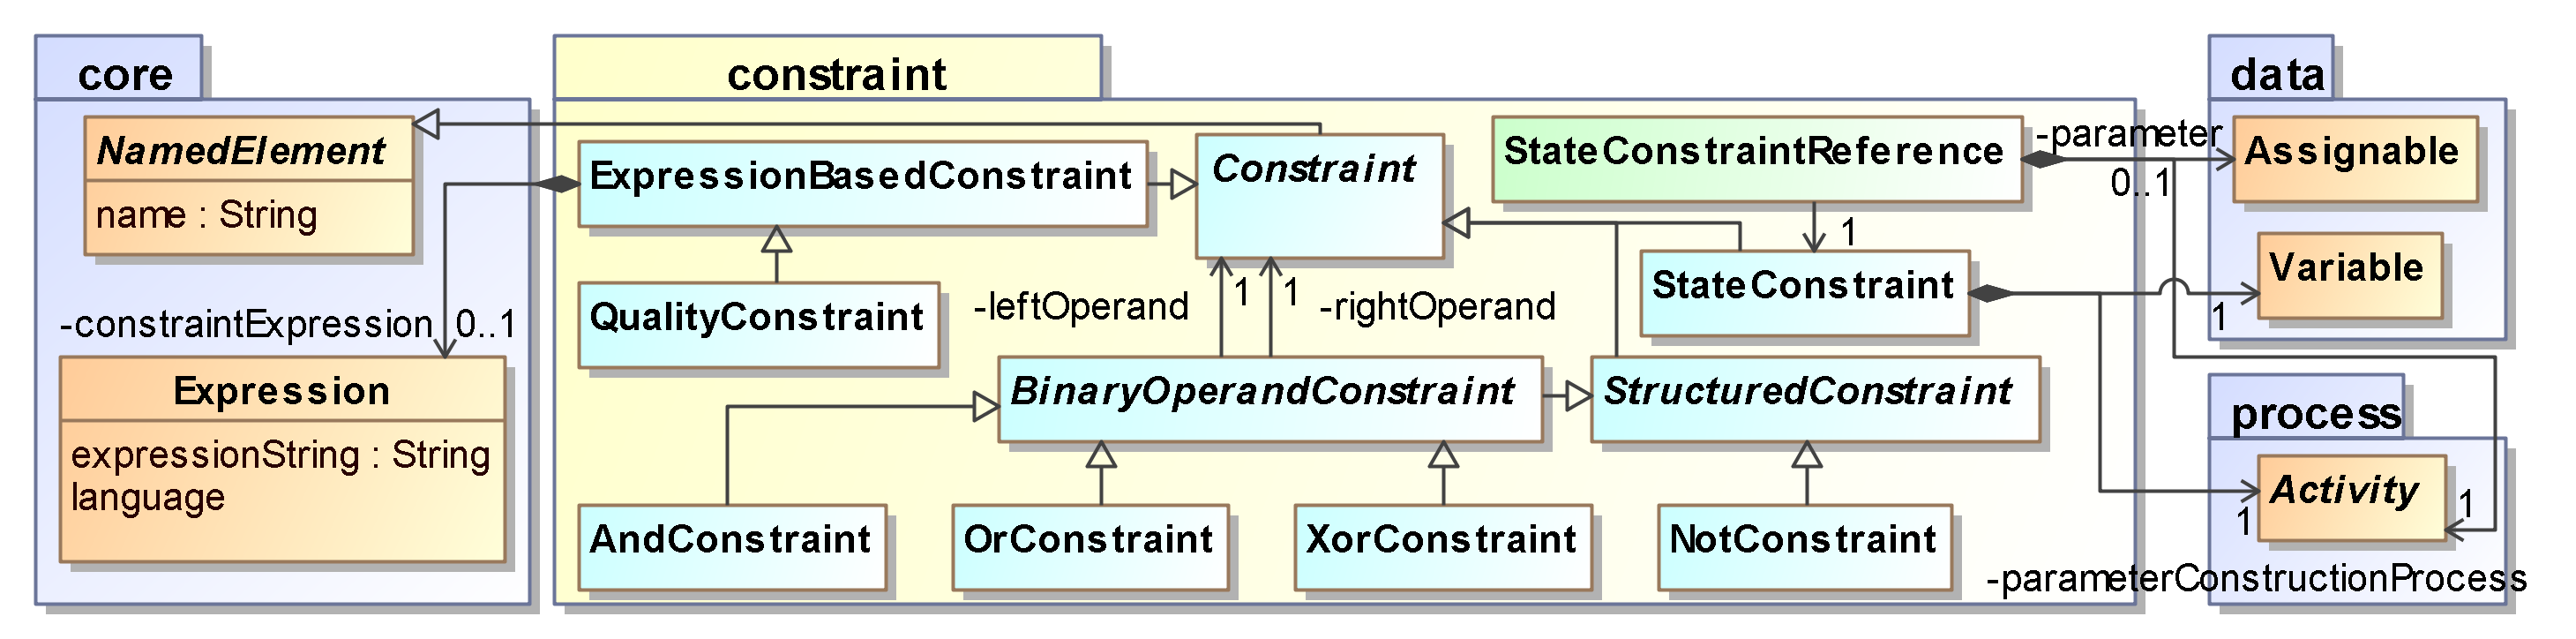 core
constraint
data
NamedElement
name : String
ExpressionBasedConstraint
Constraint
StateConstraintReference
-parameter
0..1
Assignable
1
Variable
StateConstraint
1
QualityConstraint
-leftOperand
1
1
-rightOperand
-constraintExpression
0..1
Expression
expressionString : String
language
BinaryOperandConstraint
StructuredConstraint
process
Activity
1
1
AndConstraint
OrConstraint
XorConstraint
NotConstraint
-parameterConstructionProcess